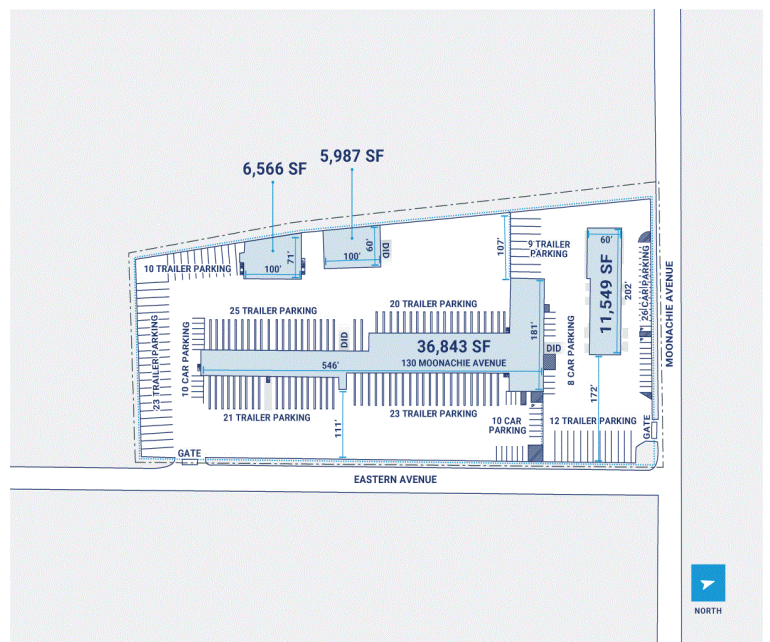 5,987 SF
6,566 SF
107'
9 TRAILER
PARKING
60'
11,549 SF
202'
26 CAR PARKING
MOONACHIE AVENUE
71'
100'
60'
100'
DID
10 TRAILER PARKING
25 TRAILER PARKING
20 TRAILER PARKING
23 TRAILER PARKING
10 CAR PARKING
DID
36,843 SF
130 MOONACHIE AVENUE
546'
181'
DID
8 CAR PARKING
172'
21 TRAILER PARKING
111'
23 TRAILER PARKING
10 CAR
PARKING
12 TRAILER PARKING
GATE
GATE
EASTERN AVENUE
NORTH